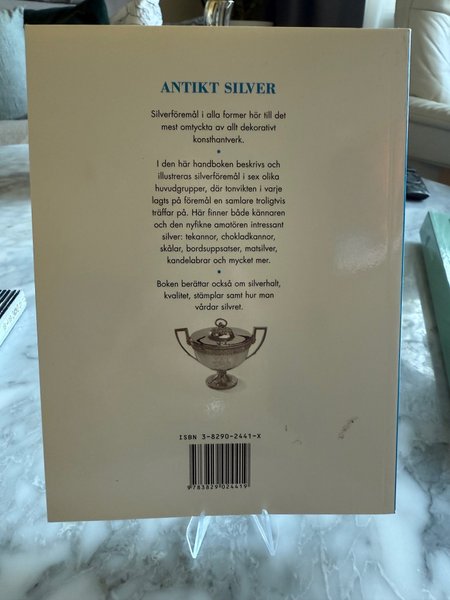 ANTIKT SILVER
Silverföremål i alla former hör till det
mest omtyckta av allt dekorativt
konsthantverk.
•
I den här handboken beskrivs och
illustreras silverföremål i sex olika
huvudgrupper, där tonvikten i varje
lagts på föremål en samlare troligtvis
träffar på. Här finner både kännaren
och den nyfikne amatören intressant
silver: tekannor, chokladkannor,
skålar, bordsuppsatser, matsilver,
kandelabrar och mycket mer.
•
Boken berättar också om silverhalt,
kvalitet, stämplar samt hur man
vårdar silvret.
ISBN 3-8290-2441-X
9783829024419